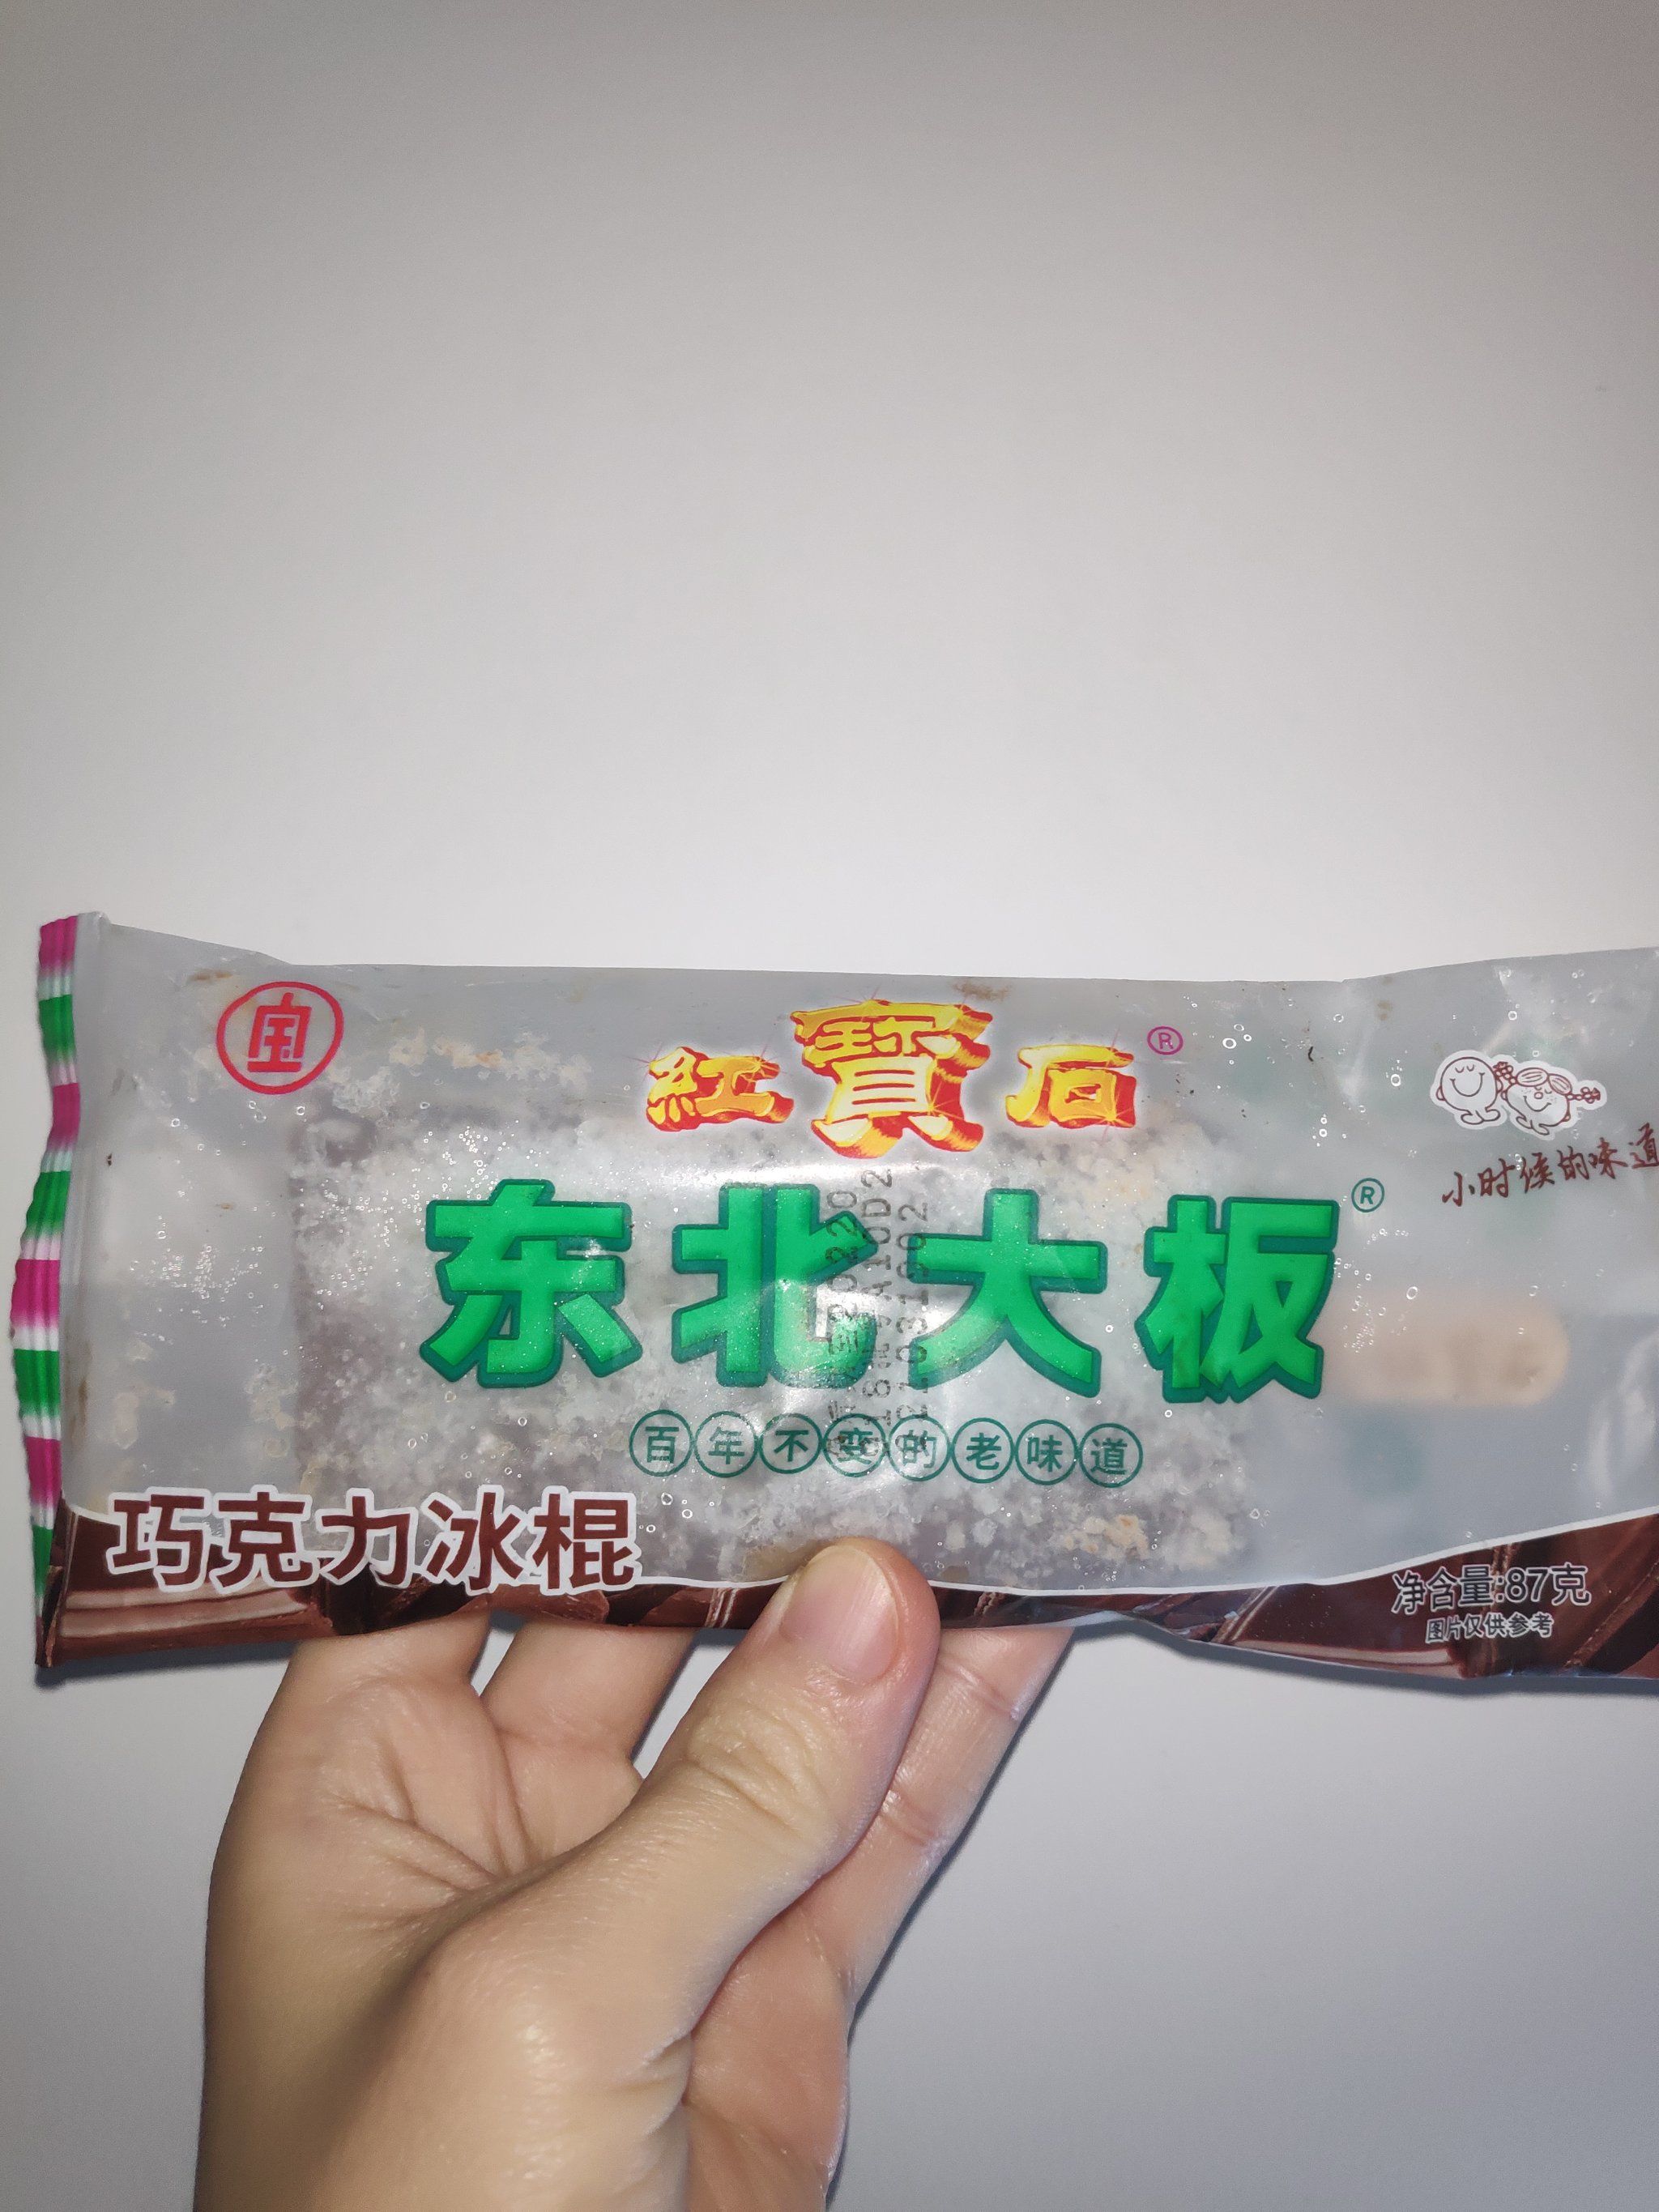 宝
紅寶石®
东北大板®
百年不变的老味道
小时候的味道
巧克力冰棍
净含量:87克
图片仅供参考